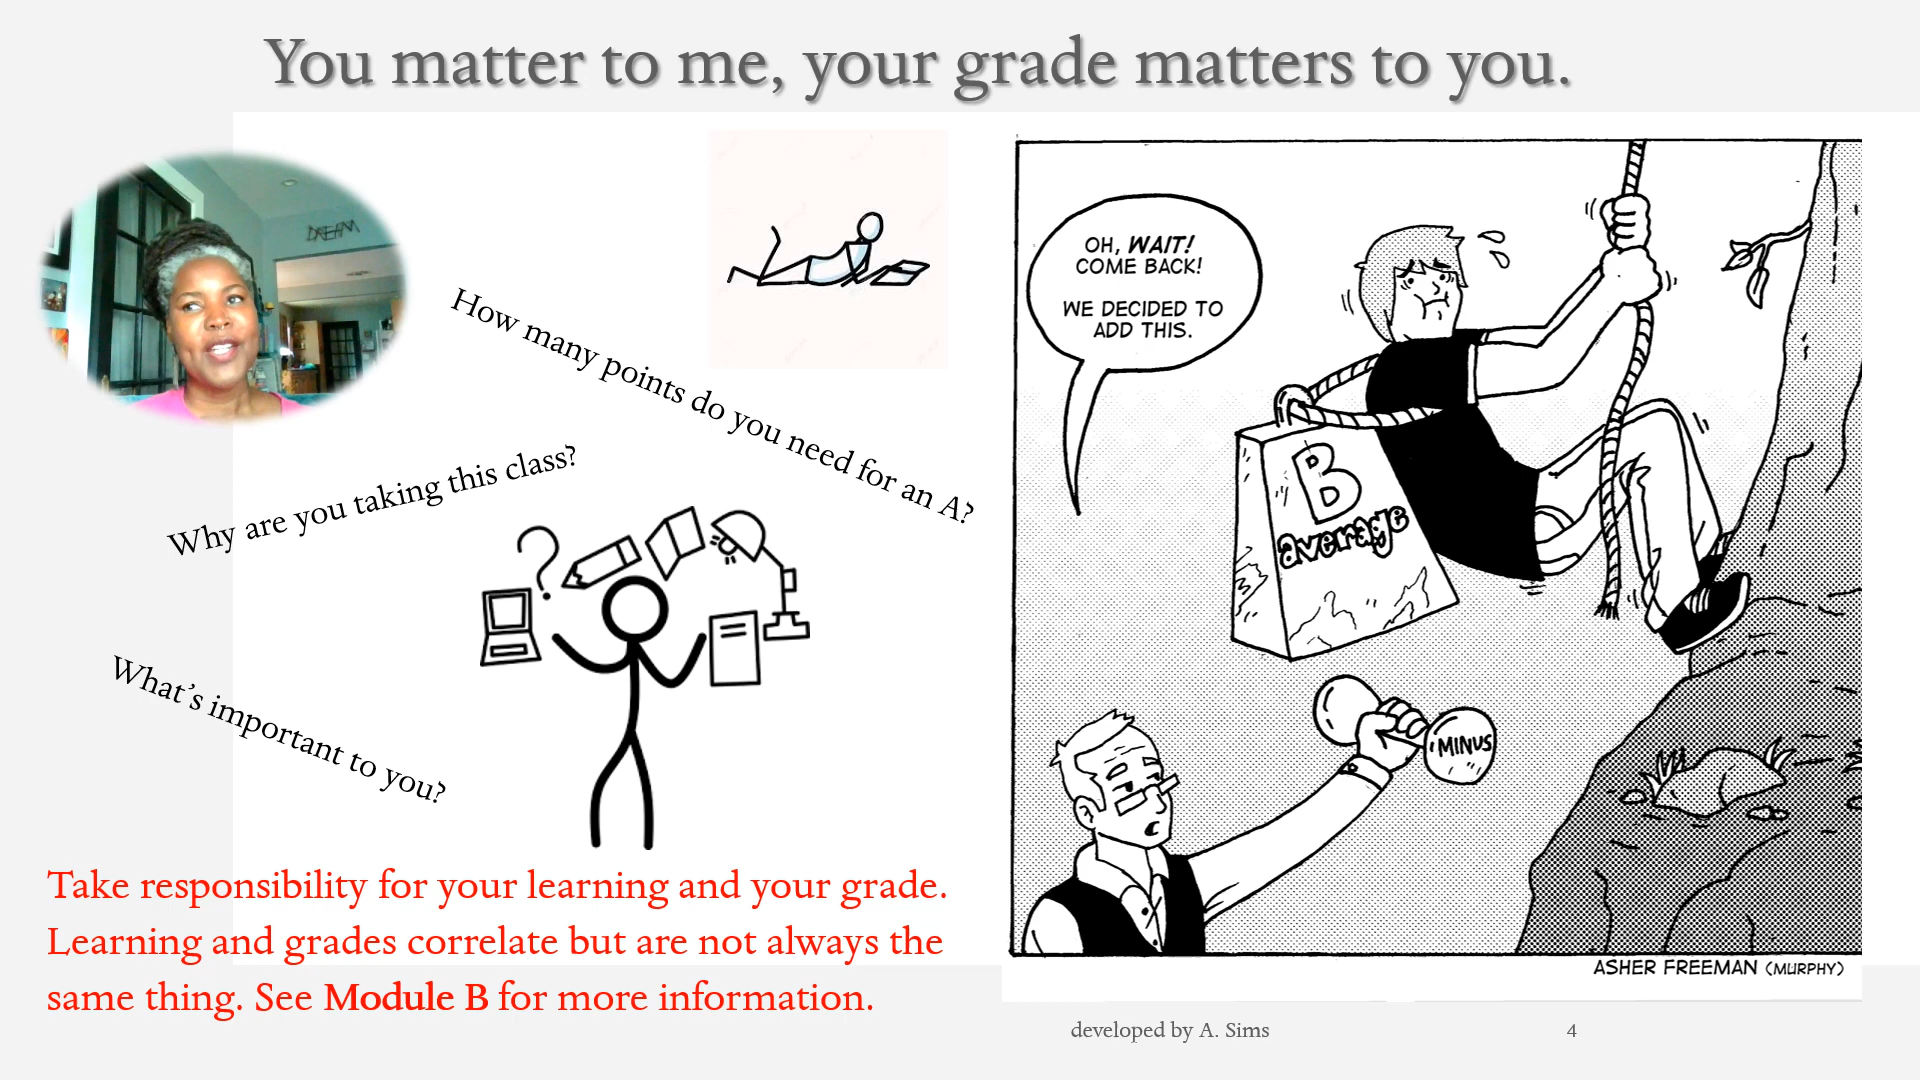 You matter to me, your grade matters to you.
DREAM
How many points do you need for an A?
Why are you taking this class?
What's important to you?
Take responsibility for your learning and your grade.
Learning and grades correlate but are not always the
same thing. See Module B for more information.
OH, WAIT!
COME BACK!
WE DECIDED TO
ADD THIS.
B
average
MINUS
ASHER FREEMAN (MURPHY)
developed by A. Sims
4